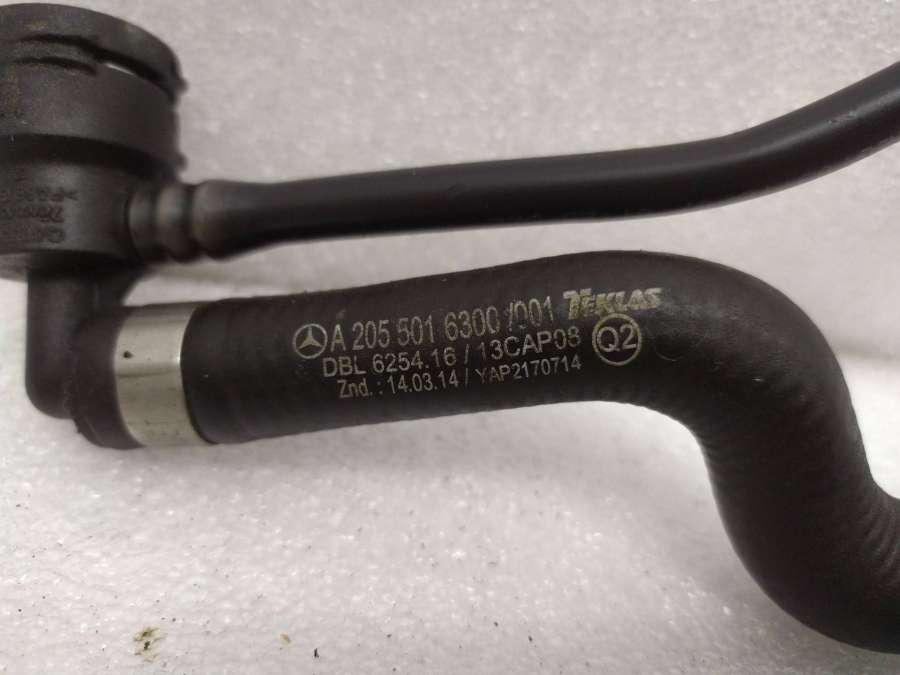 A 205 501 6300 /001 TEKLAS
DBL 6254.16 / 13CAP08 Q2
Znd. : 14.03.14 / YAP2170714